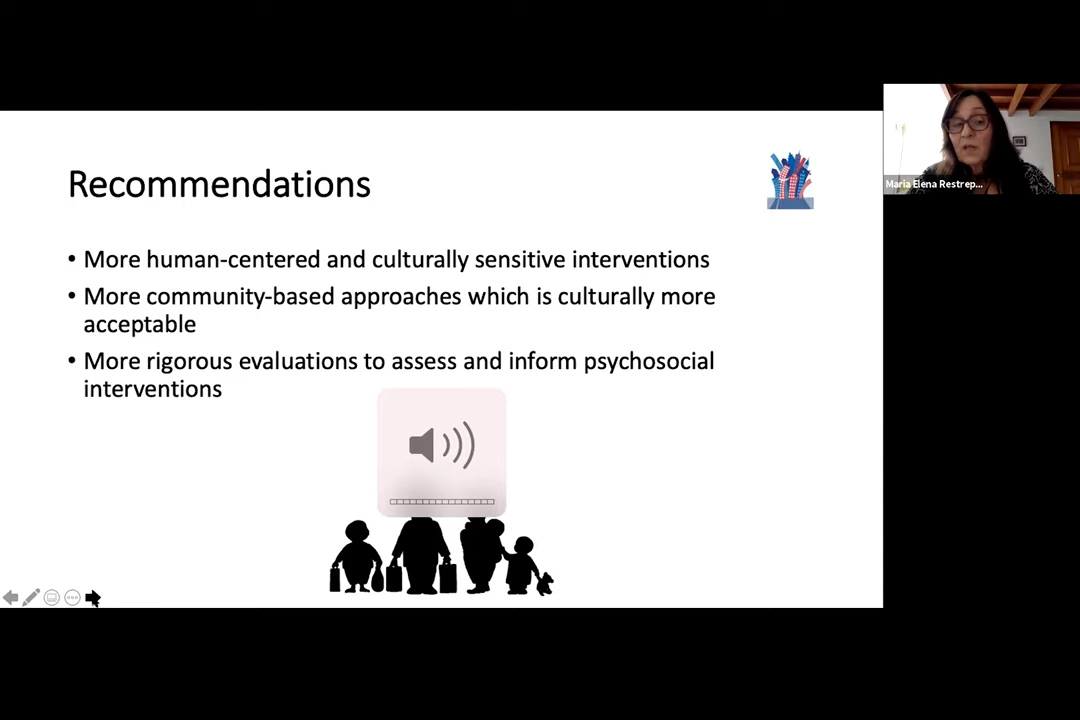 Recommendations
• More human-centered and culturally sensitive interventions
• More community-based approaches which is culturally more
acceptable
• More rigorous evaluations to assess and inform psychosocial
interventions
Maria Elena Restrep...